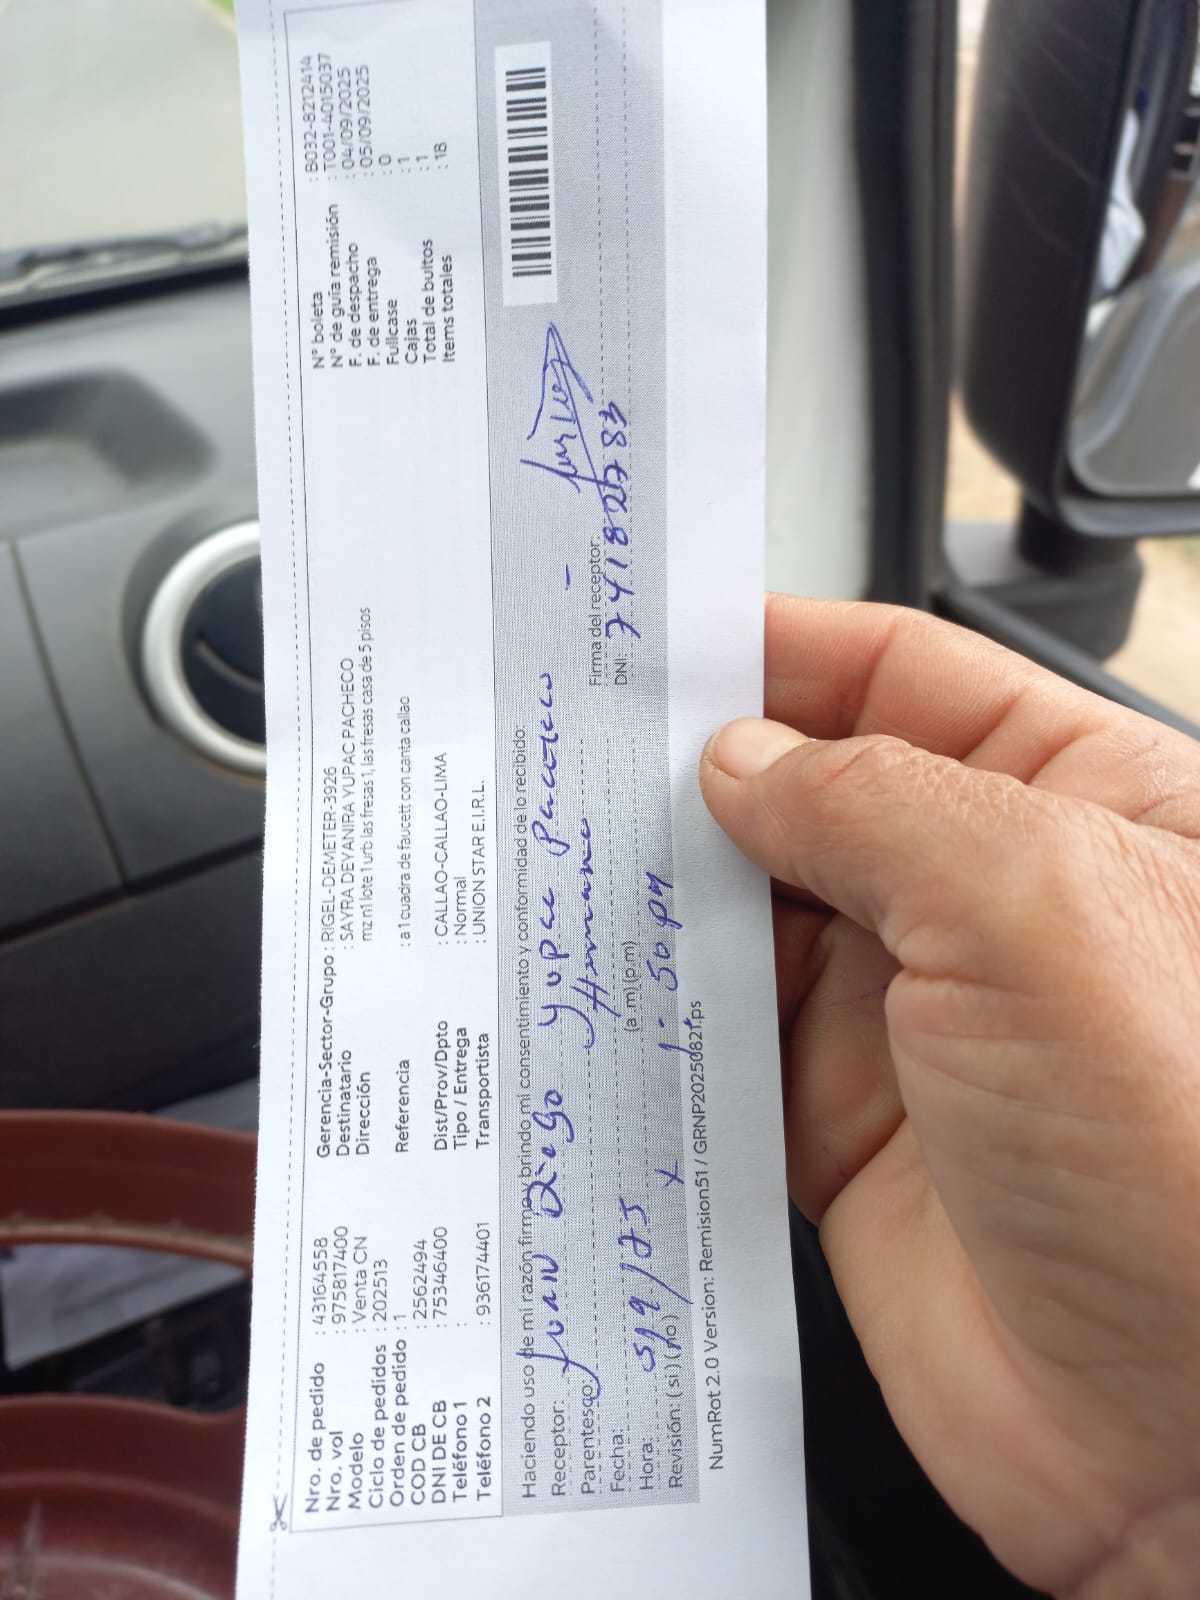 Nro. de pedido : 43164558
Nro. vol : 975817400
Modelo : Venta CN
Ciclo de pedidos : 202513
Orden de pedido : 1
COD CB : 2562494
DNI DE CB : 75346400
Teléfono 1 :
Teléfono 2 : 936174401
Gerencia-Sector-Grupo : RIGEL-DEMETER-3926
Destinatario : SAYRA DEYANIRA YUPAC PACHECO
Dirección mz n1 lote 1 urb las fresas 1, las fresas casa de 5 pisos
Referencia : a 1 cuadra de faucett con canta callao
Dist/Prov/Dpto : CALLAO-CALLAO-LIMA
Tipo / Entrega : Normal
Transportista : UNION STAR E.I.R.L.
N° boleta : B032-8212414
N° de guía remisión : T001-4015037
F. de despacho : 04/09/2025
F. de entrega : 05/09/2025
Fullcase : 0
Cajas : 1
Total de bultos : 1
Items totales : 18
Haciendo uso de mi razón firmo y brindo mi consentimiento y conformidad de lo recibido:
Receptor: Juan Diego Yupac Pacheco
Parentesco: Hermano
Fecha: 5/9/25
Hora: (a .m) (p.m) 1-50 pm
Revisión: ( si ) ( no ) x
Firma del receptor:
DNI: 74182783
NumRot 2.0 Version: Remision51 / GRNP20250821.ps